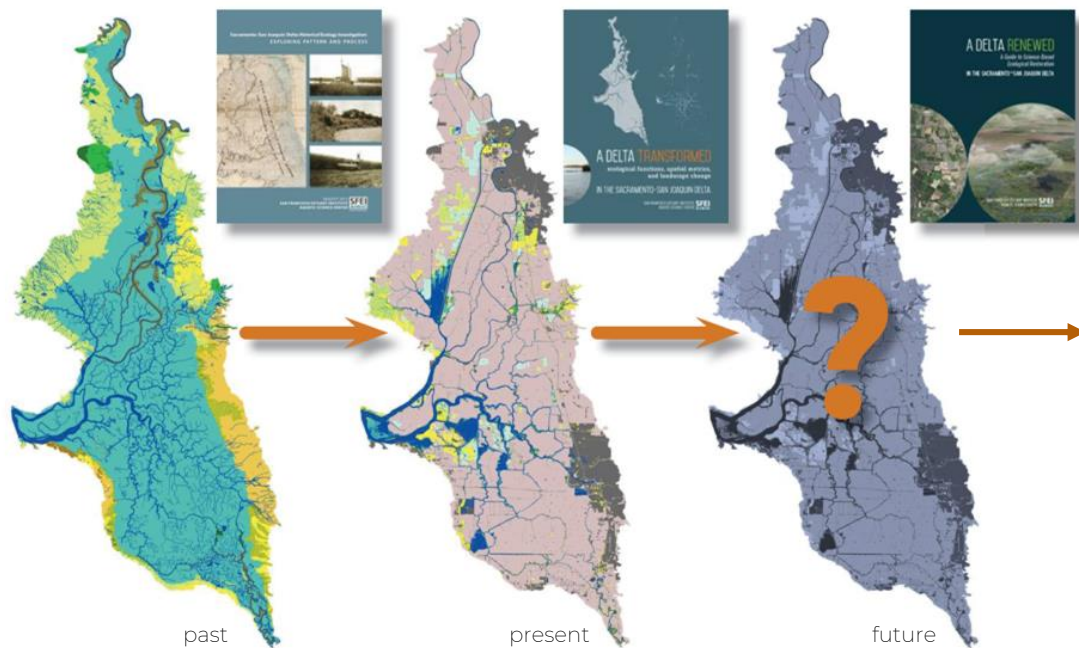 Sacramento-San Joaquin Delta Historical Ecology Investigation:
EXPLORING PATTERN AND PROCESS
SFEI
A DELTA TRANSFORMED
ecological functions, spatial metrics,
and landscape change
IN THE SACRAMENTO-SAN JOAQUIN DELTA
SFEI
A DELTA RENEWED
A Guide to Science-Based
Ecological Restoration
IN THE SACRAMENTO-SAN JOAQUIN DELTA
SFEI
?
past
present
future